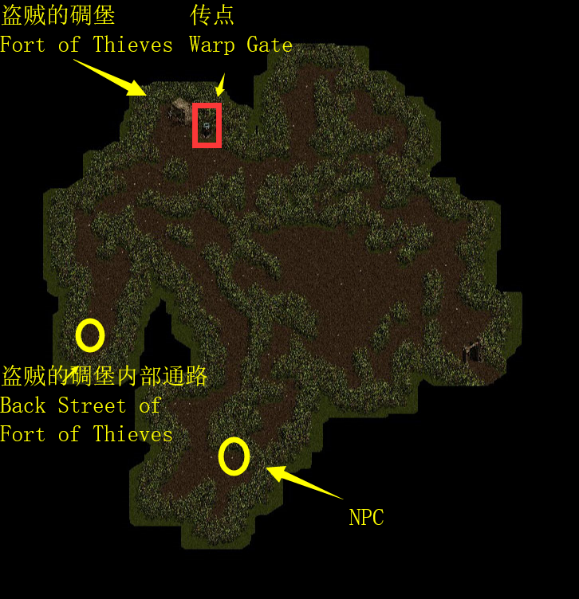 盗贼的碉堡
Fort of Thieves
传点
Warp Gate
盗贼的碉堡内部通路
Back Street of
Fort of Thieves
NPC